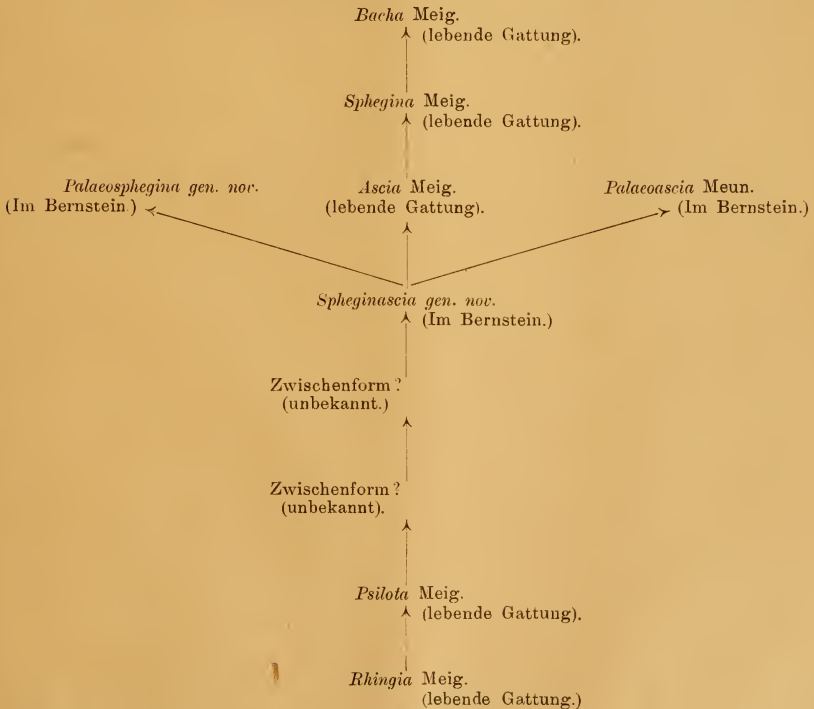 Bacha Meig.
(lebende Gattung).
Sphegina Meig.
(lebende Gattung).
Palaeosphegina gen. nov. Ascia Meig. Palaeoascia Meun.
(Im Bernstein.) (lebende Gattung). (Im Bernstein.)
Spheginascia gen. nov.
(Im Bernstein.)
Zwischenform?
(unbekannt.)
Zwischenform?
(unbekannt).
Psilota Meig.
(lebende Gattung).
Rhingia Meig.
(lebende Gattung.)